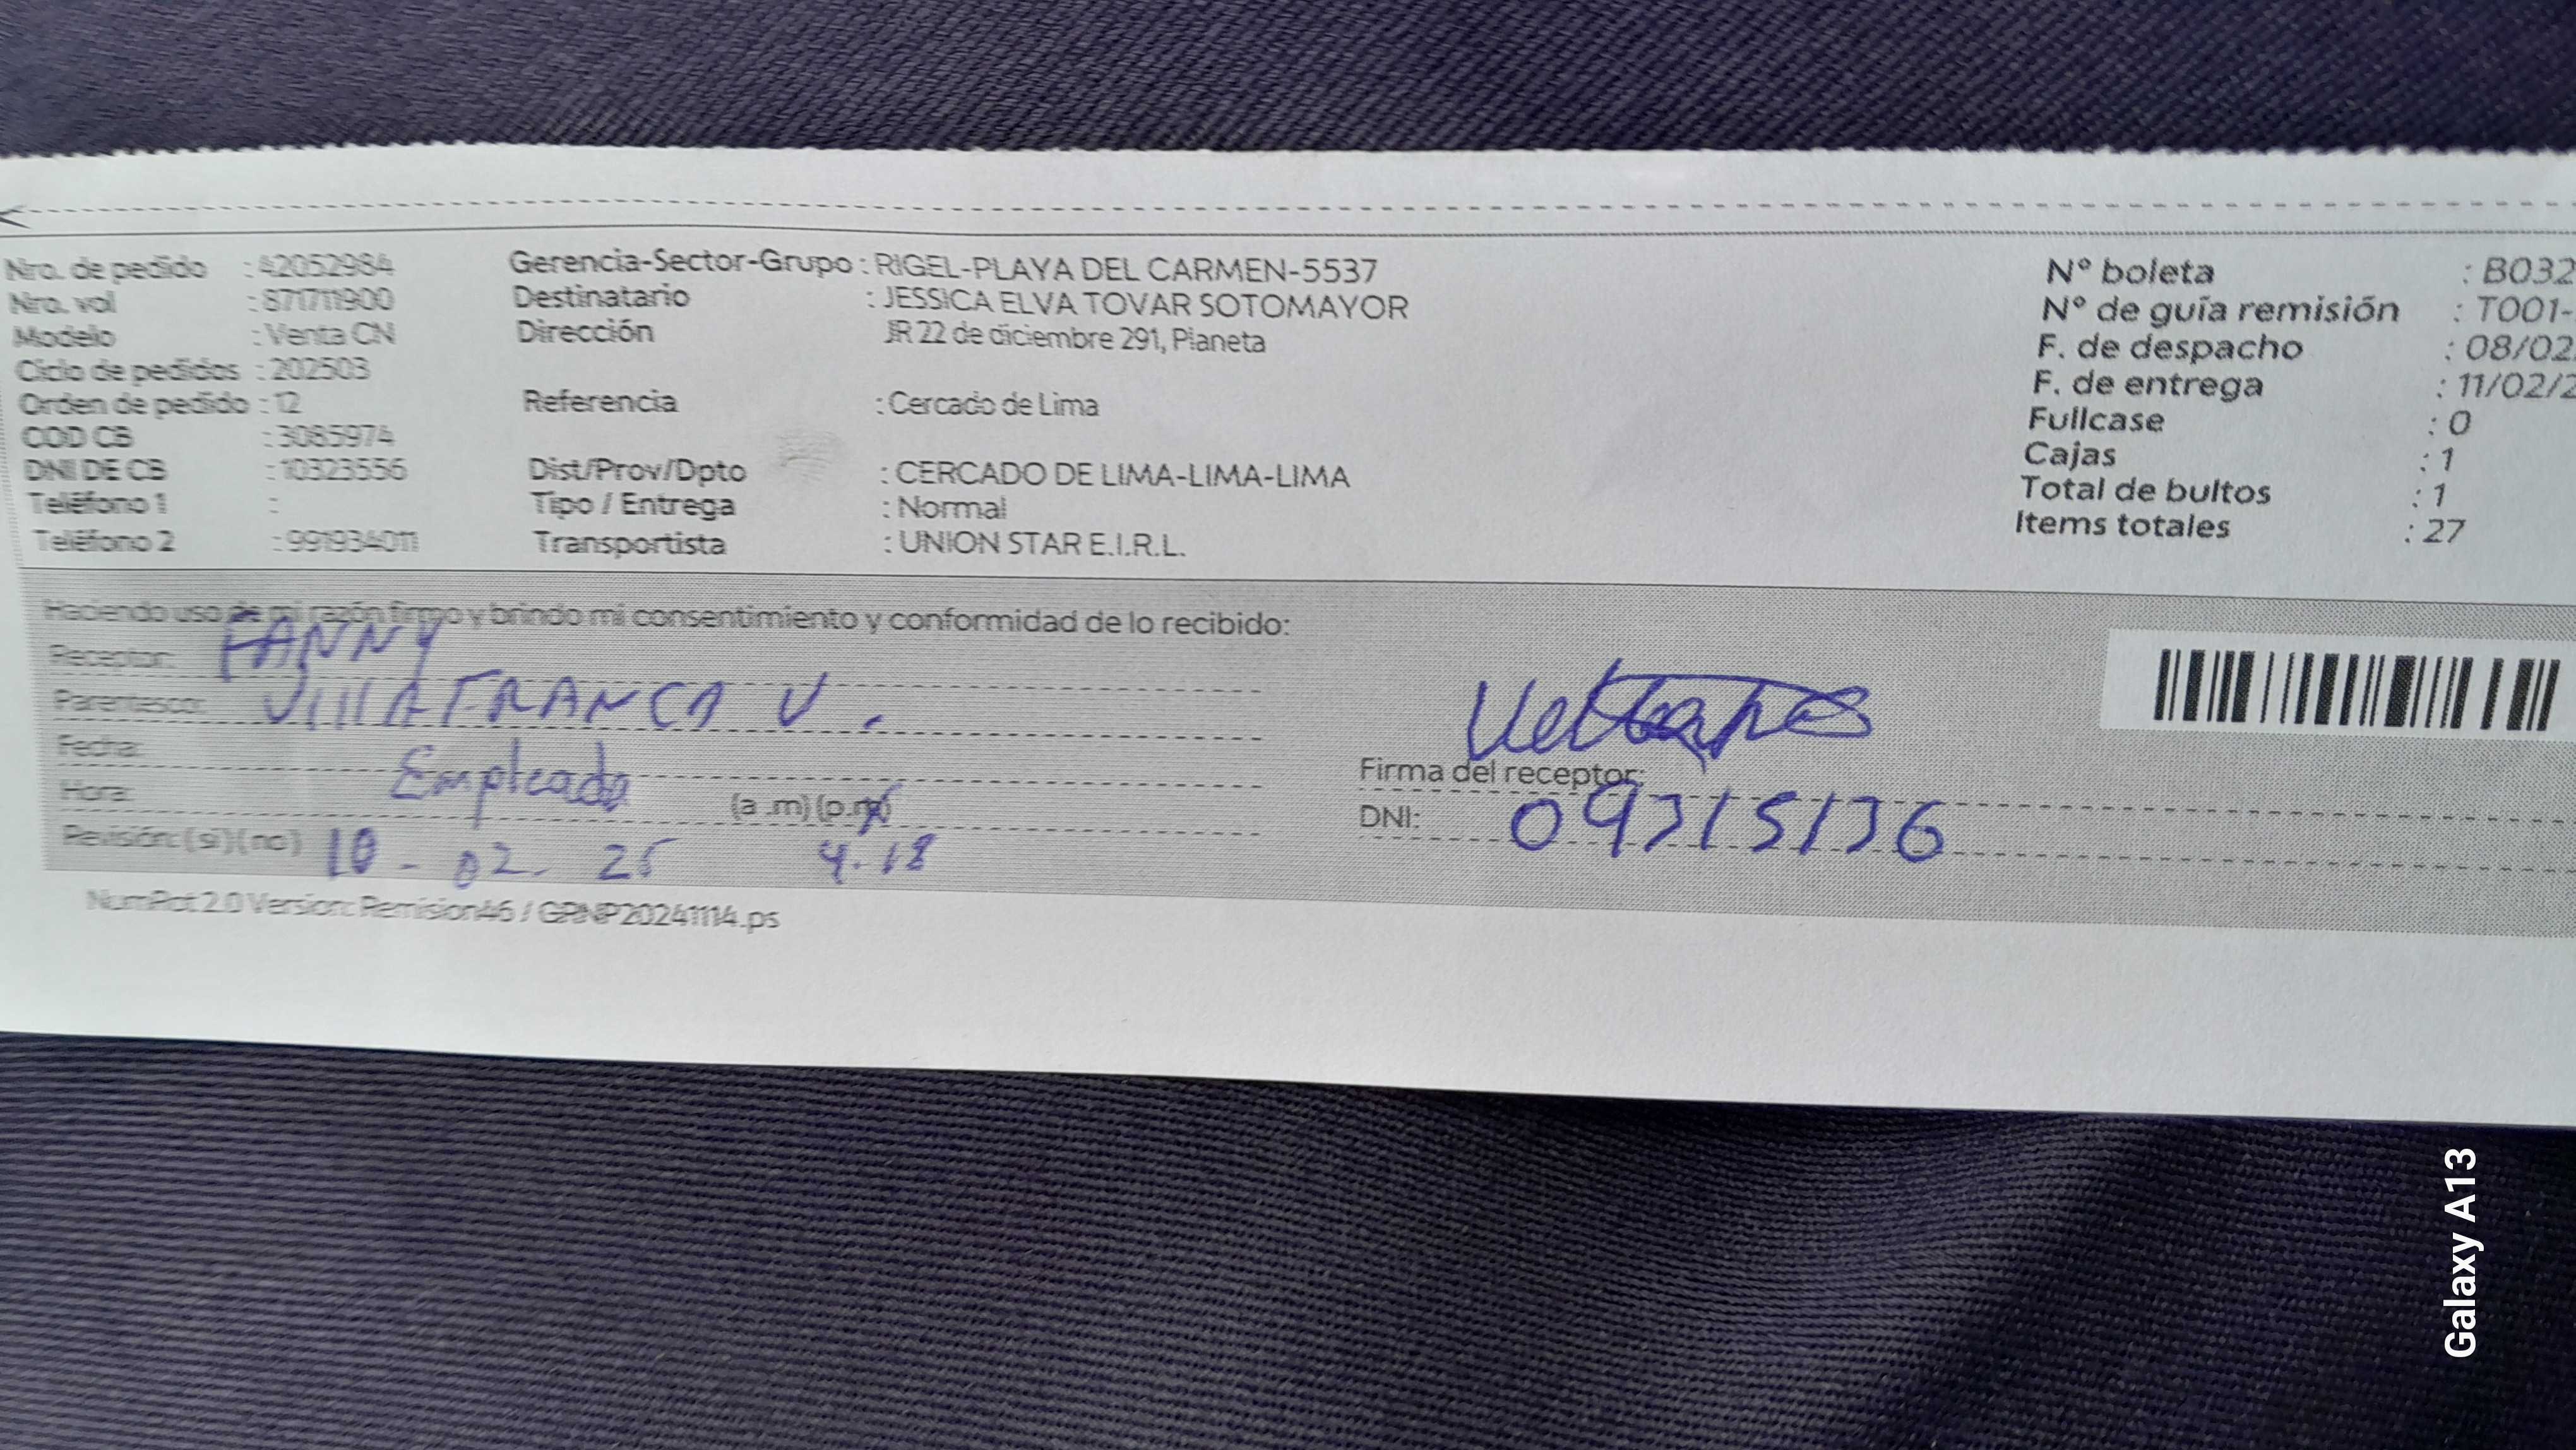 Nro. de pedido : 42052984
Nro. vol : 871711900
Modelo : Venta CN
Ciclo de pedidos : 202503
Orden de pedido : 12
COD CB : 3085974
DNI DE CB : 10323556
Teléfono 1 :
Teléfono 2 : 991934011
Gerencia-Sector-Grupo : RIGEL-PLAYA DEL CARMEN-5537
Destinatario : JESSICA ELVA TOVAR SOTOMAYOR
Dirección JR 22 de diciembre 291, Planeta
Referencia : Cercado de Lima
Dist/Prov/Dpto : CERCADO DE LIMA-LIMA-LIMA
Tipo / Entrega : Normal
Transportista : UNION STAR E.I.R.L.
N° boleta : B032
N° de guía remisión : T001-
F. de despacho : 08/02
F. de entrega : 11/02/2
Fullcase : 0
Cajas : 1
Total de bultos : 1
Items totales : 27
Haciendo uso de mi razón firmo y brindo mi consentimiento y conformidad de lo recibido:
Receptor: FANNY
Parentesco: VIllAFRANCA V.
Fecha:
Hora: Empleada (a .m) (p.m)
Revisión: (si) (no) 10 - 02 - 25 4.18
Firma del receptor:
DNI: 09315136
NumRot 2.0 Version: Remision46 / GRNP20241114.ps
Galaxy A13